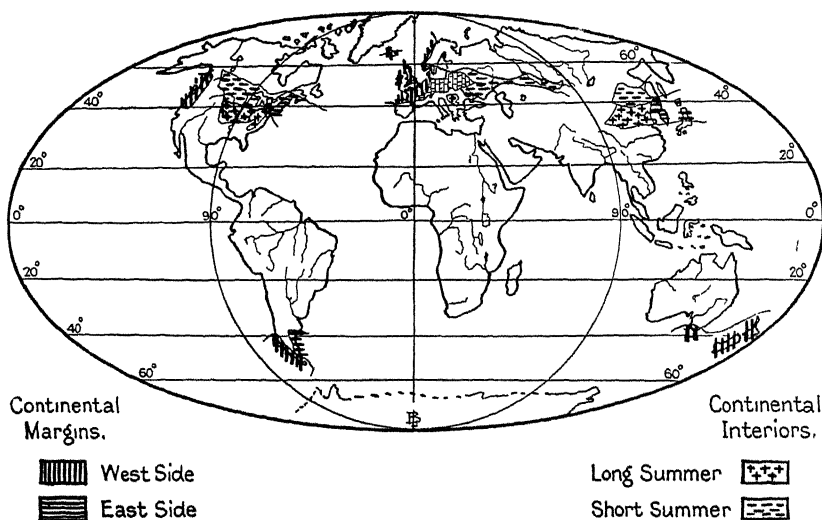 60° 60°
40° 40°
20° 20°
0° 90° 0° 90° 0°
20° 20°
40°
60° 60°
Continental
Margins.
West Side
East Side
Continental
Interiors.
Long Summer
Short Summer